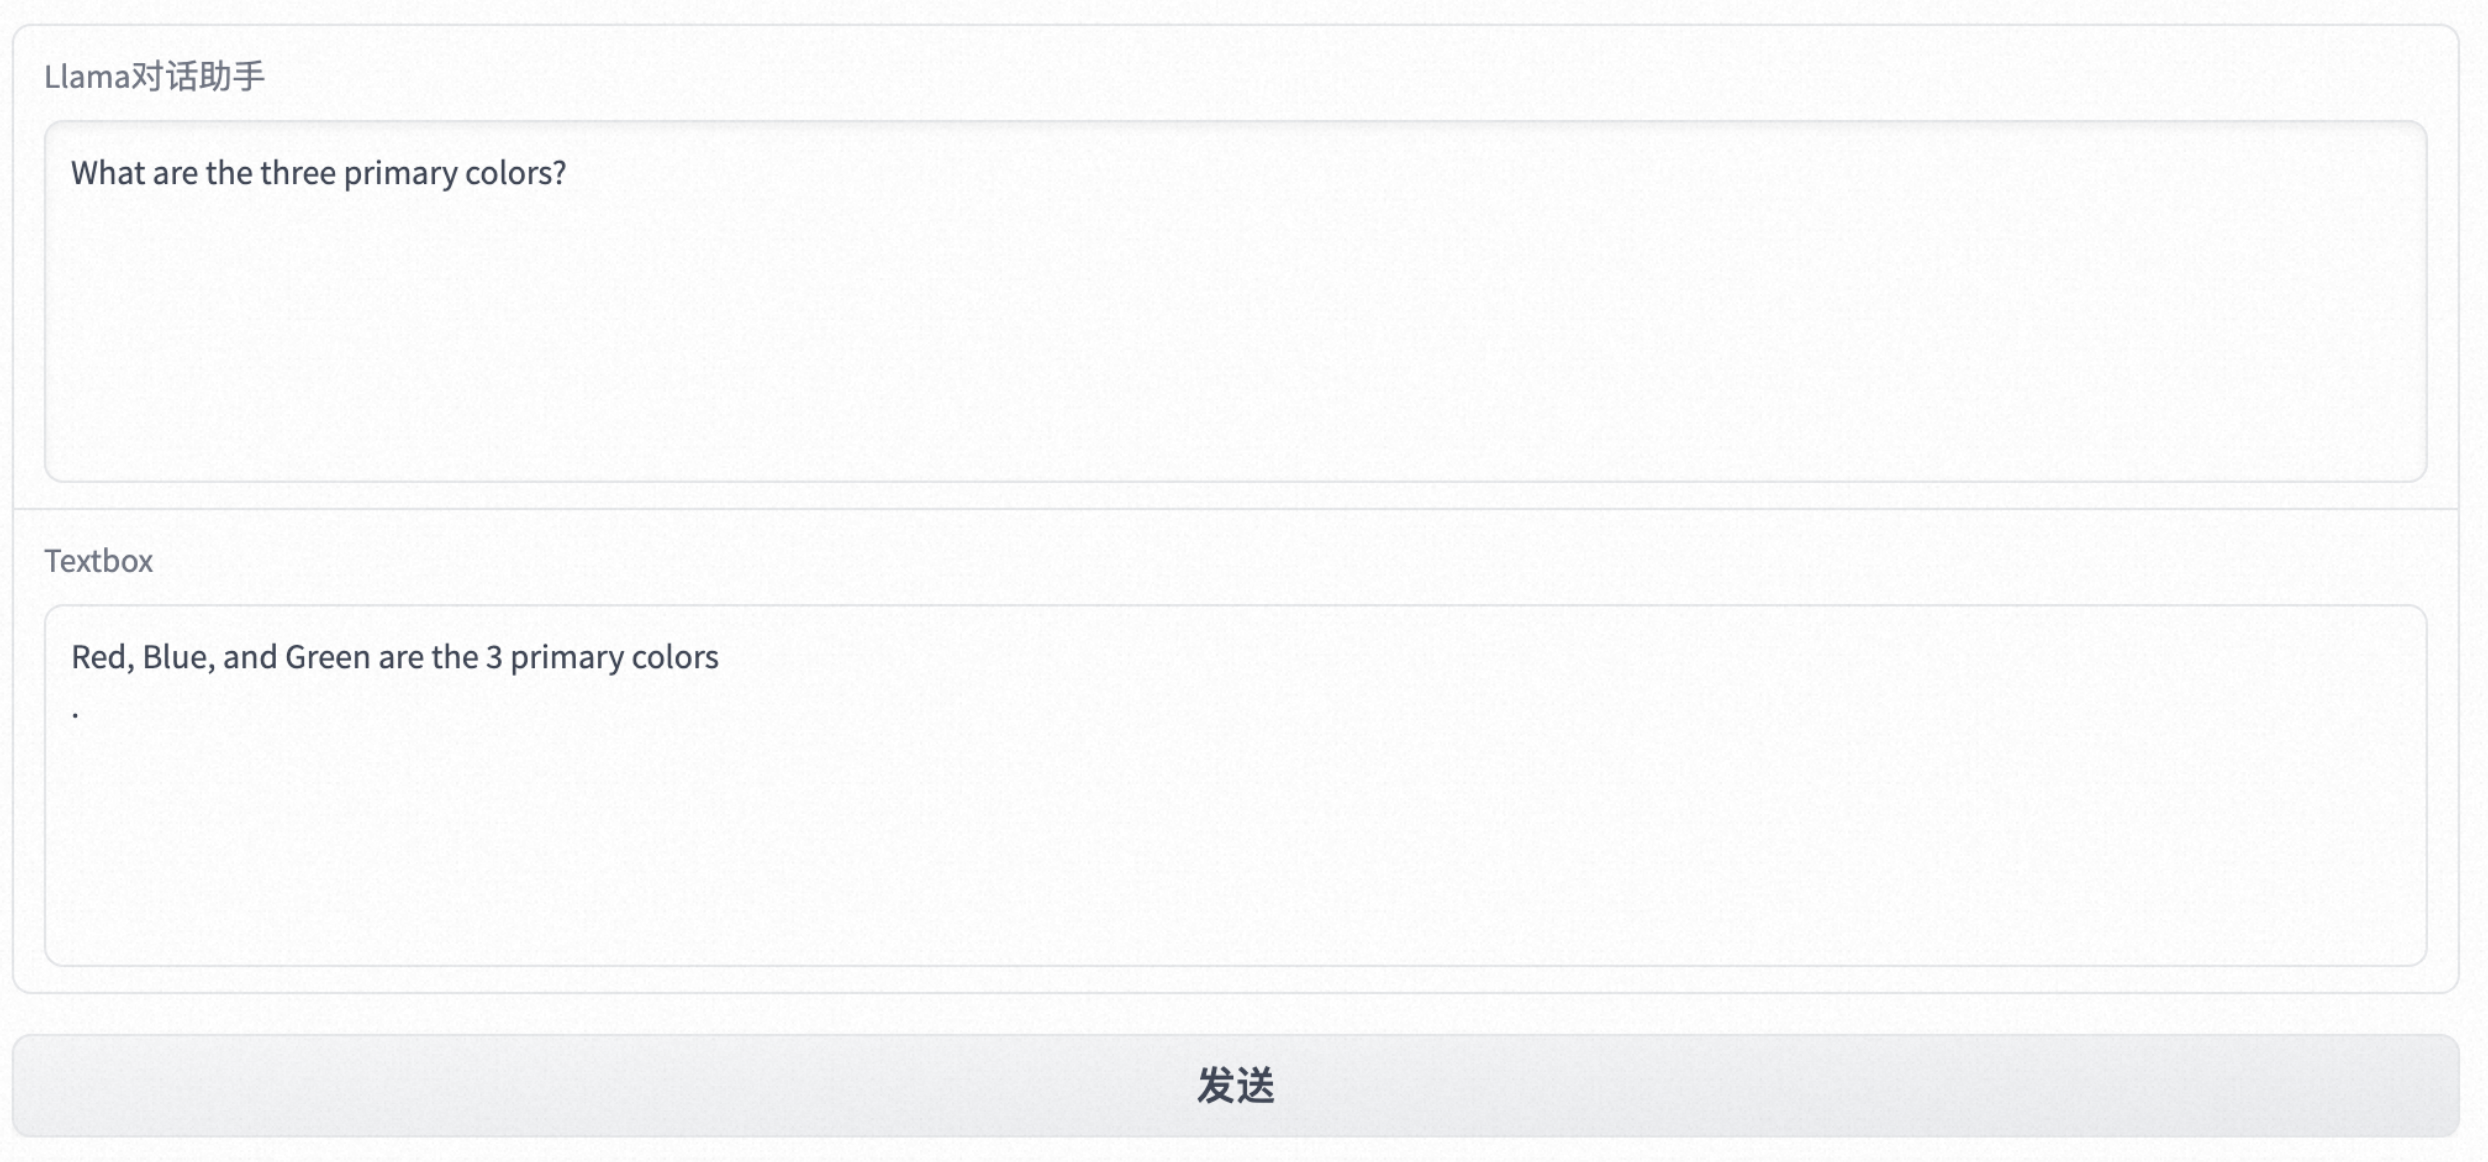 Llama对话助手
What are the three primary colors?
Textbox
Red, Blue, and Green are the 3 primary colors
.
发送